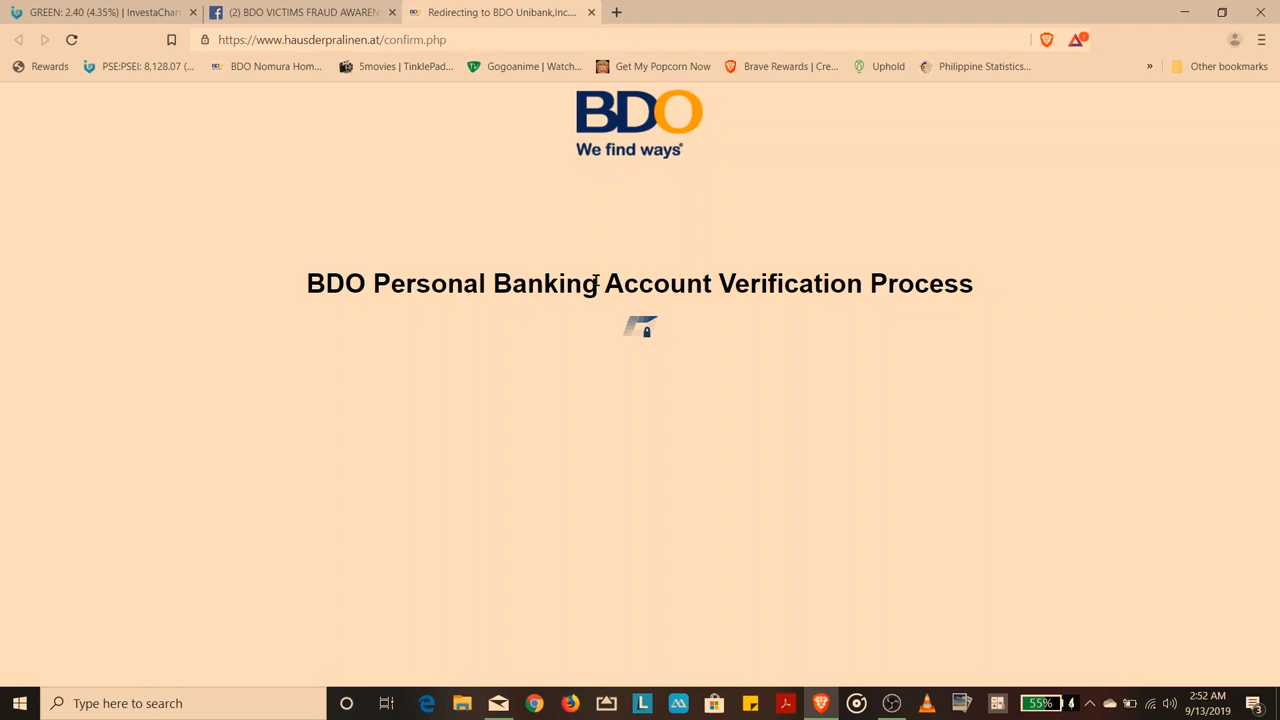 GREEN: 2.40 (4.35%) | InvestaChar
(2) BDO VICTIMS FRAUD AWAREN
Redirecting to BDO Unibank,Inc....
https://www.hausderpralinen.at/confirm.php
Rewards
PSE:PSEI: 8,128.07 (...
BDO Nomura Hom...
5movies | TinklePad...
Gogoanime | Watch...
Get My Popcorn Now
Brave Rewards | Cre...
Uphold
Philippine Statistics...
»
Other bookmarks
BDO
We find ways®
BDO Personal Banking Account Verification Process
Type here to search
55%
2:52 AM
9/13/2019
3